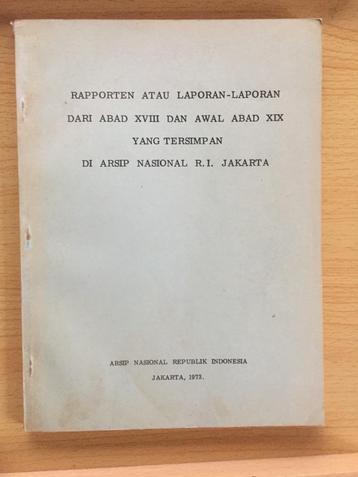 RAPPORTEN ATAU LAPORAN-LAPORAN
DARI ABAD XVIII DAN AWAL ABAD XIX
YANG TERSIMPAN
DI ARSIP NASIONAL R.I. JAKARTA
ARSIP NASIONAL REPUBLIK INDONESIA
JAKARTA, 1973.